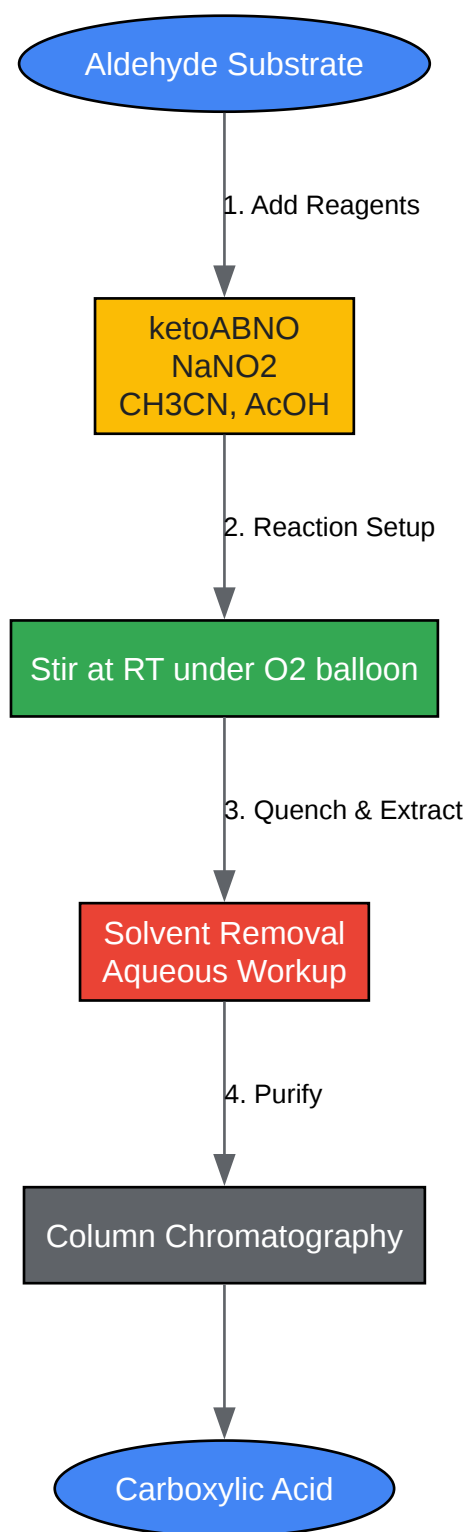 Aldehyde Substrate
1. Add Reagents
ketoABNO
NaNO2
CH3CN, AcOH
2. Reaction Setup
Stir at RT under O2 balloon
3. Quench & Extract
Solvent Removal
Aqueous Workup
4. Purify
Column Chromatography
Carboxylic Acid